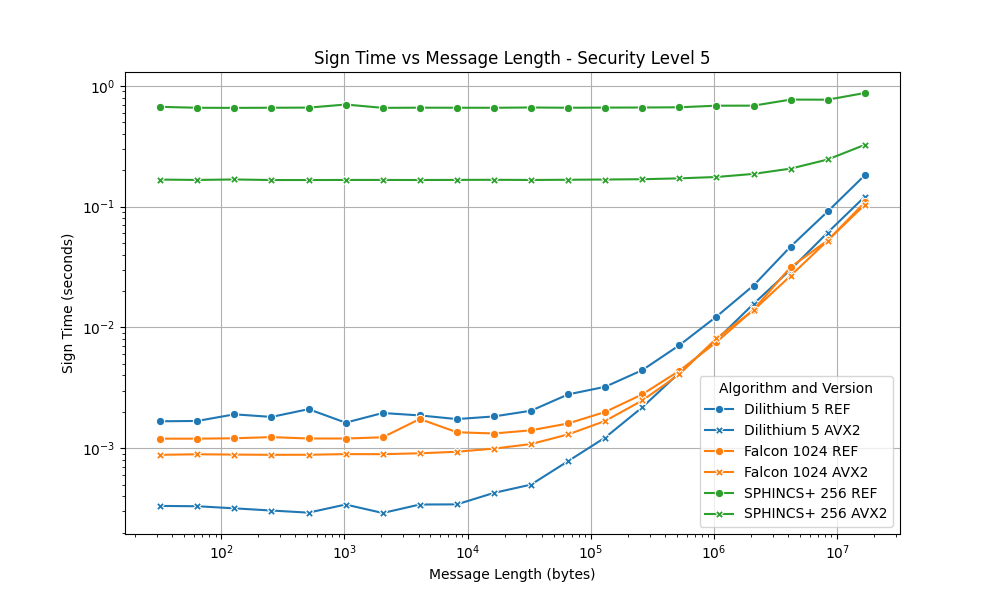 Sign Time vs Message Length - Security Level 5
10⁰
10⁻¹
10⁻²
10⁻³
Sign Time (seconds)
10²
10³
10⁴
10⁵
10⁶
10⁷
Message Length (bytes)
Algorithm and Version
Dilithium 5 REF
Dilithium 5 AVX2
Falcon 1024 REF
Falcon 1024 AVX2
SPHINCS+ 256 REF
SPHINCS+ 256 AVX2